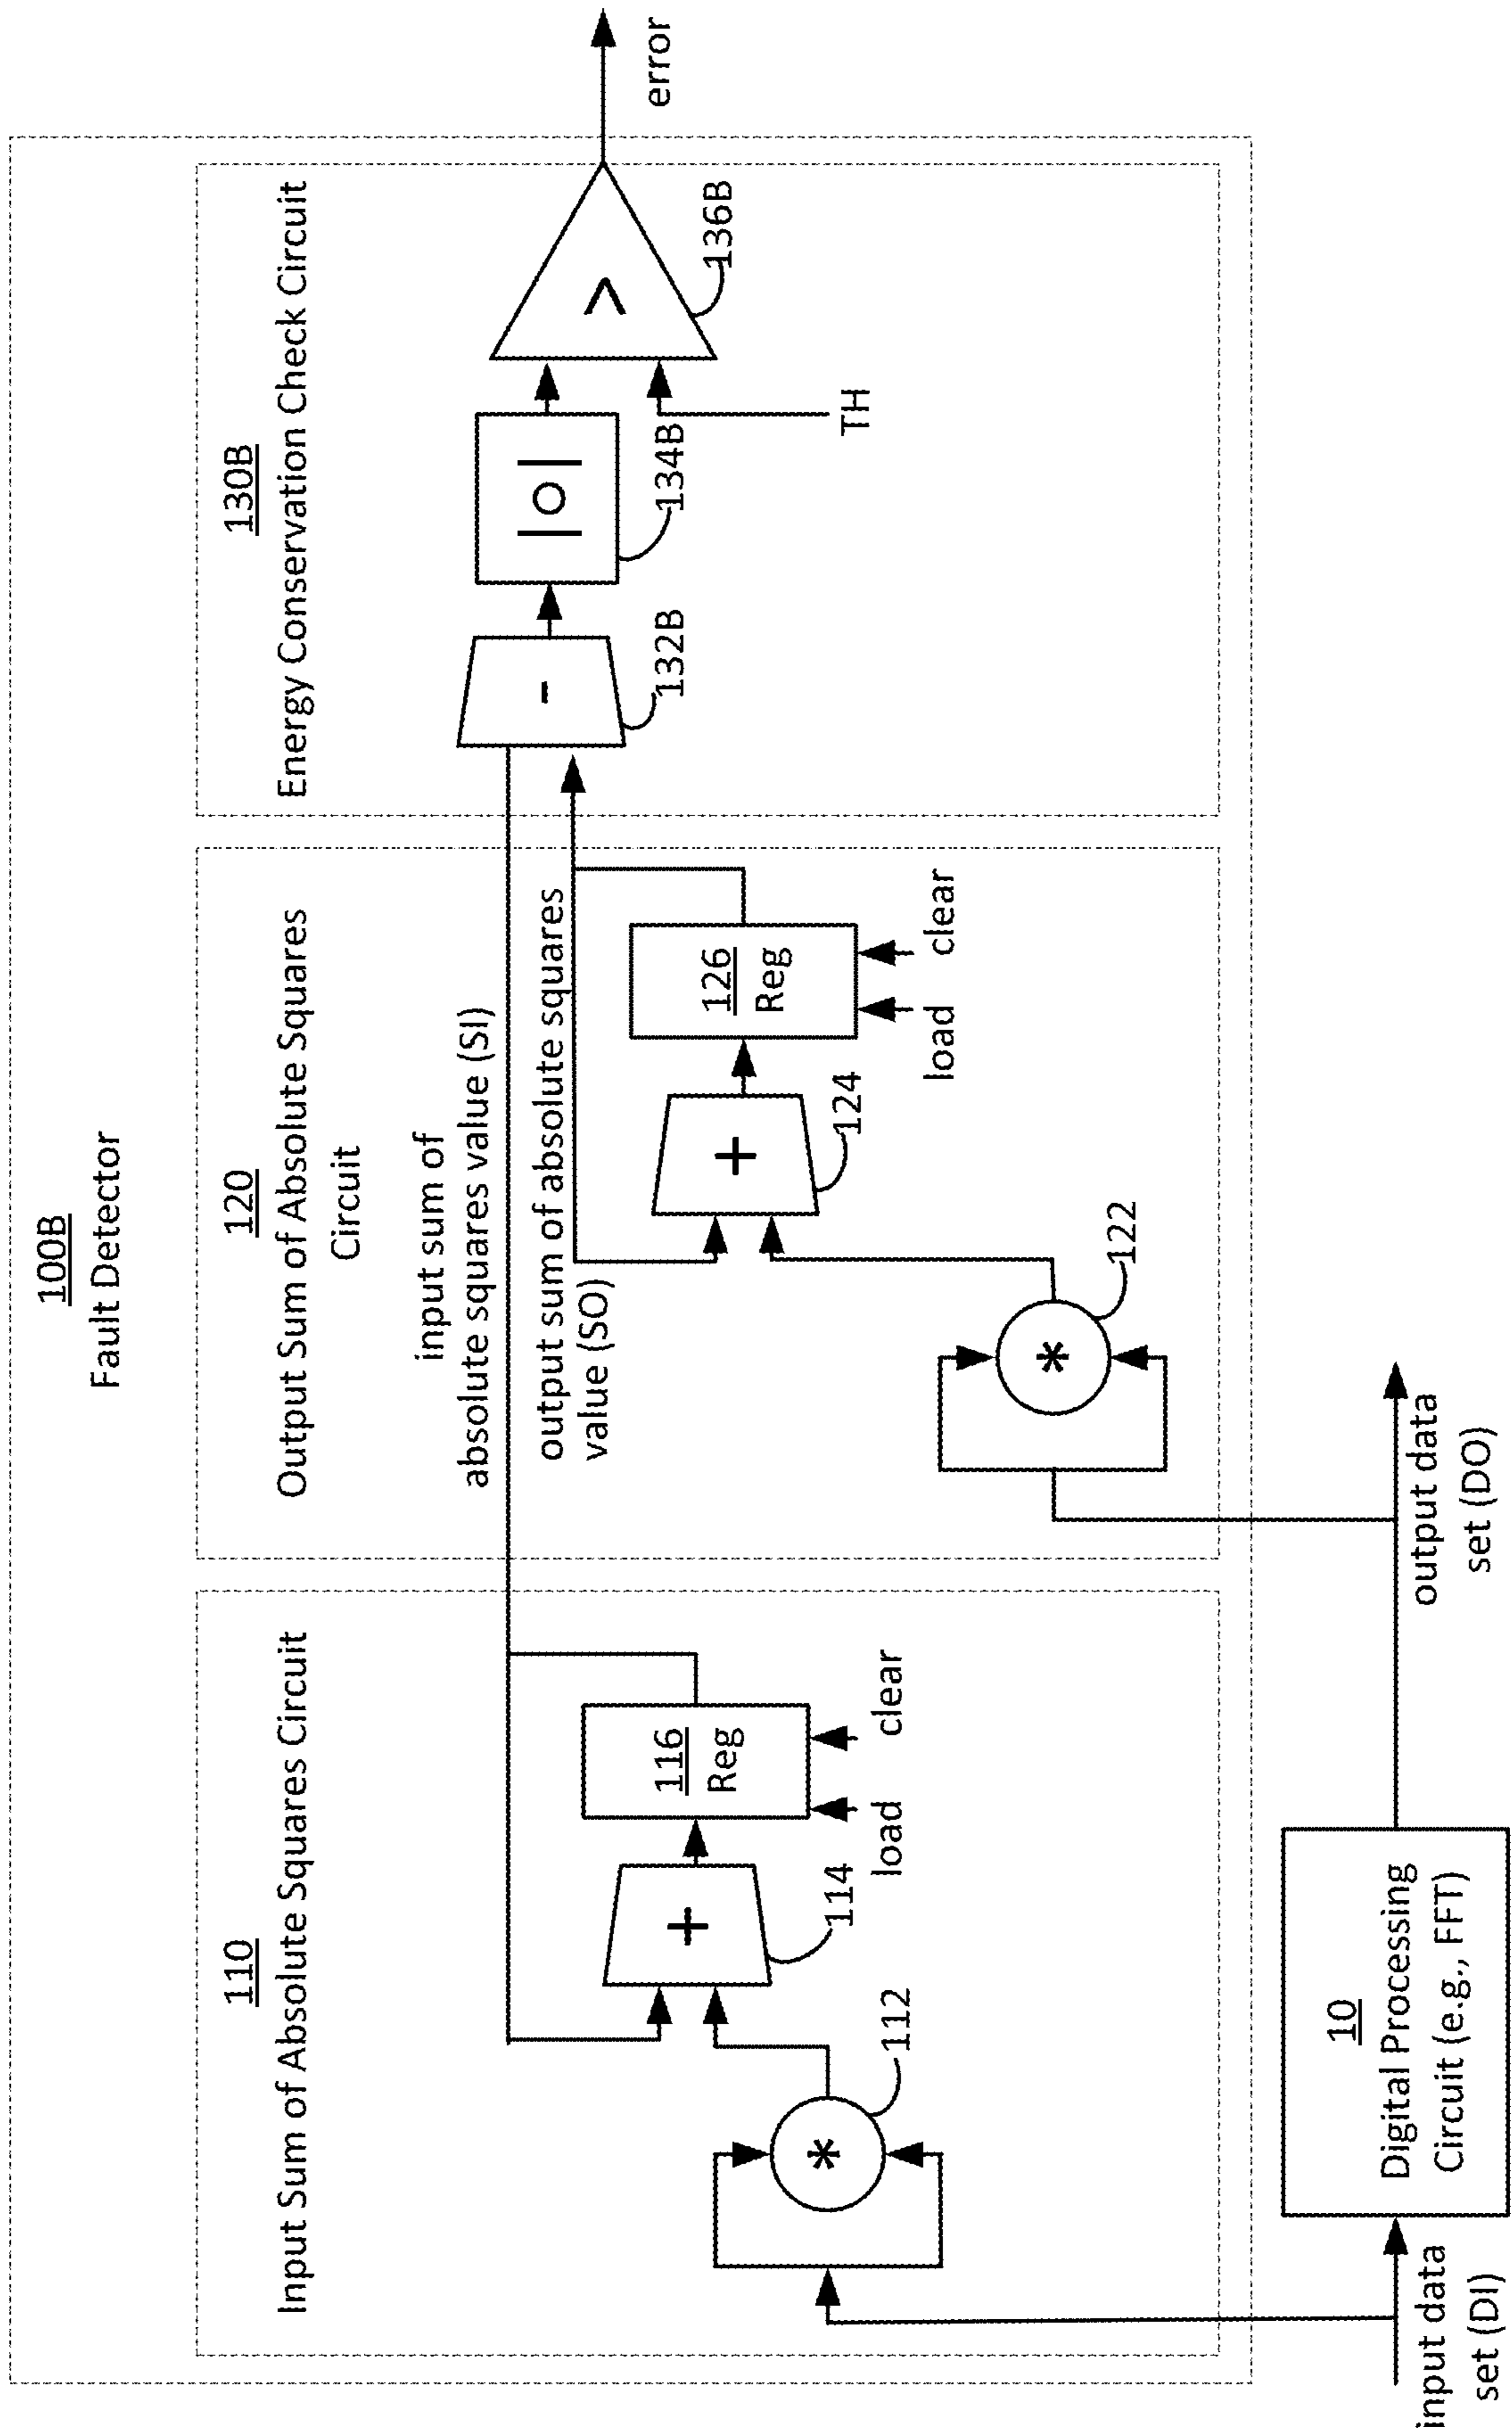 100B
Fault Detector
110
Input Sum of Absolute Squares Circuit
120
Output Sum of Absolute Squares
Circuit
130B
Energy Conservation Check Circuit
input sum of
absolute squares value (SI)
output sum of absolute squares
value (SO)
*
112
+
114
116
Reg
load
clear
*
122
+
124
126
Reg
load
clear
-
132B
|o|
134B
TH
>
136B
error
input data
set (DI)
10
Digital Processing
Circuit (e.g., FFT)
output data
set (DO)